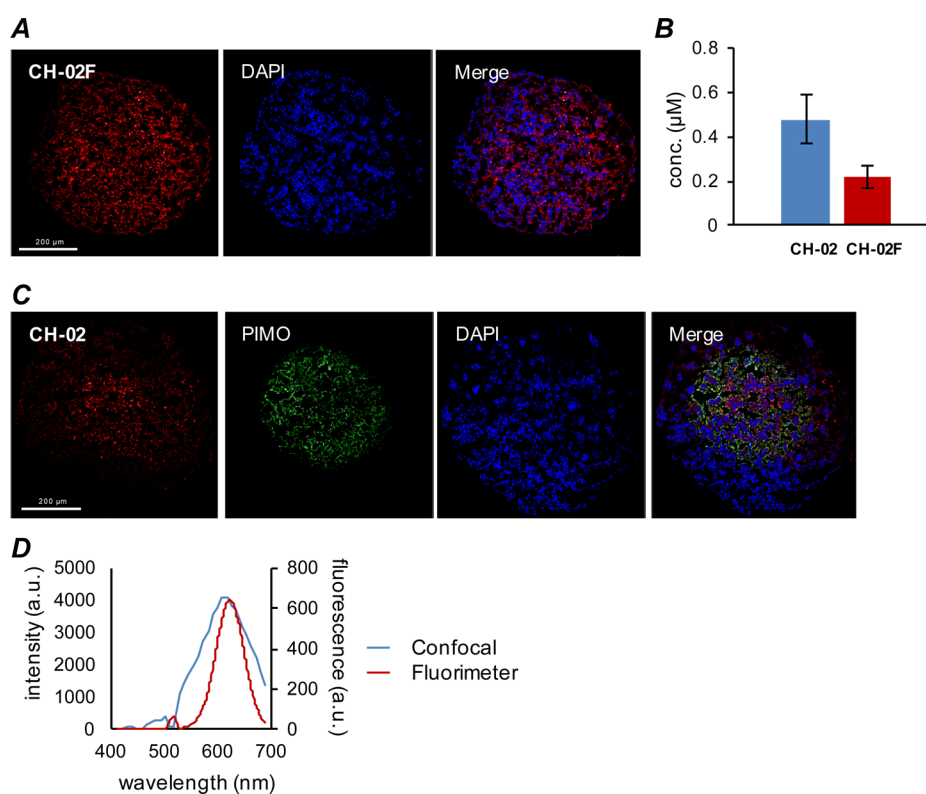 A
CH-02F
DAPI
Merge
200 µm
B
conc. (µM)
0.8
0.6
0.4
0.2
0
CH-02
CH-02F
C
CH-02
PIMO
DAPI
Merge
200 µm
D
intensity (a.u.)
5000
4000
3000
2000
1000
0
800
600
400
200
0
fluorescence (a.u.)
400 500 600 700
wavelength (nm)
Confocal
Fluorimeter